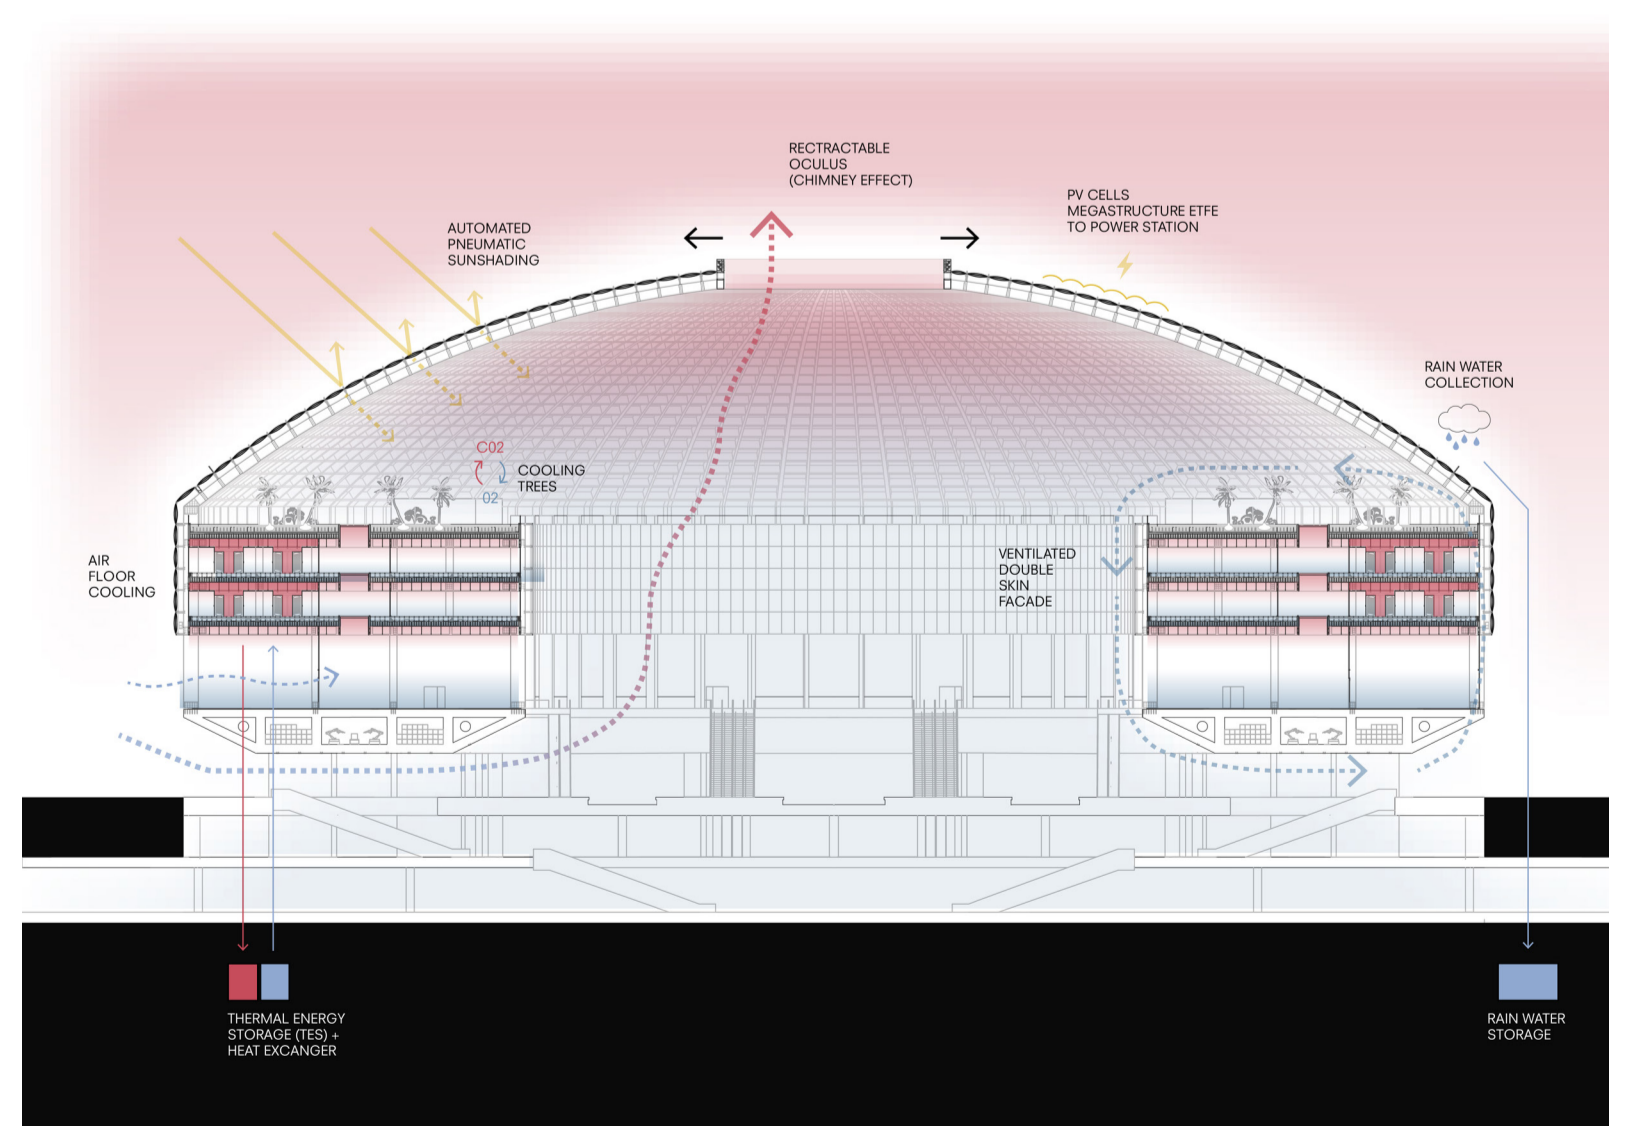 RECTRACTABLE
OCULUS
(CHIMNEY EFFECT)
PV CELLS
MEGASTRUCTURE ETFE
TO POWER STATION
AUTOMATED
PNEUMATIC
SUNSHADING
RAIN WATER
COLLECTION
C02
COOLING
TREES
02
AIR
FLOOR
COOLING
VENTILATED
DOUBLE
SKIN
FACADE
THERMAL ENERGY
STORAGE (TES) +
HEAT EXCANGER
RAIN WATER
STORAGE